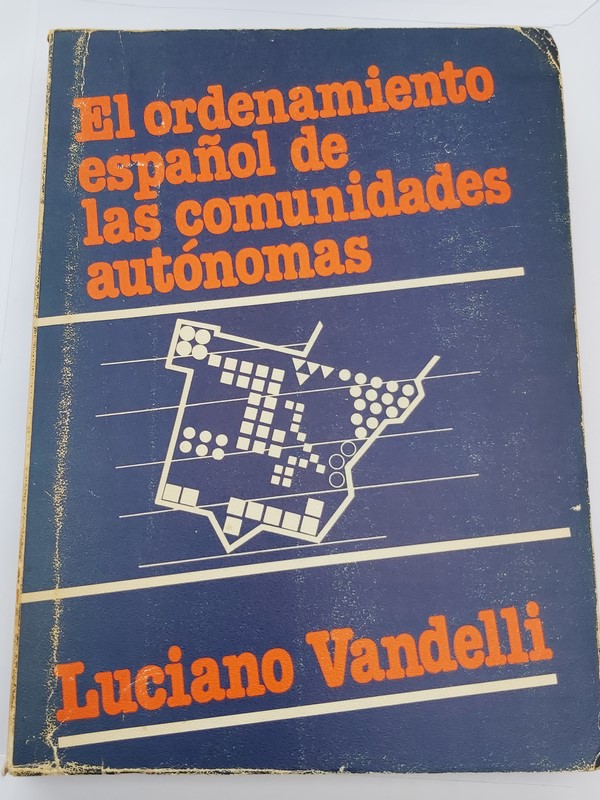 El ordenamiento
español de
las comunidades
autónomas
Luciano Vandelli